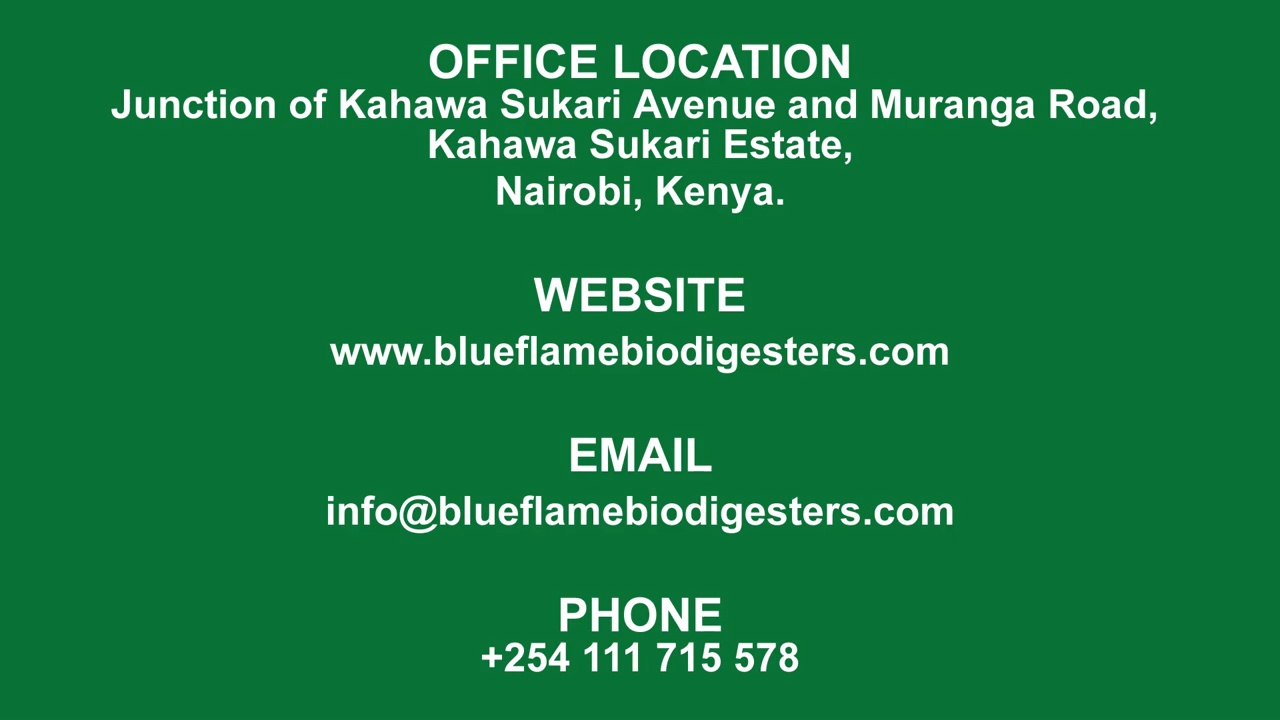 OFFICE LOCATION
Junction of Kahawa Sukari Avenue and Muranga Road,
Kahawa Sukari Estate,
Nairobi, Kenya.
WEBSITE
www.blueflamebiodigesters.com
EMAIL
info@blueflamebiodigesters.com
PHONE
+254 111 715 578